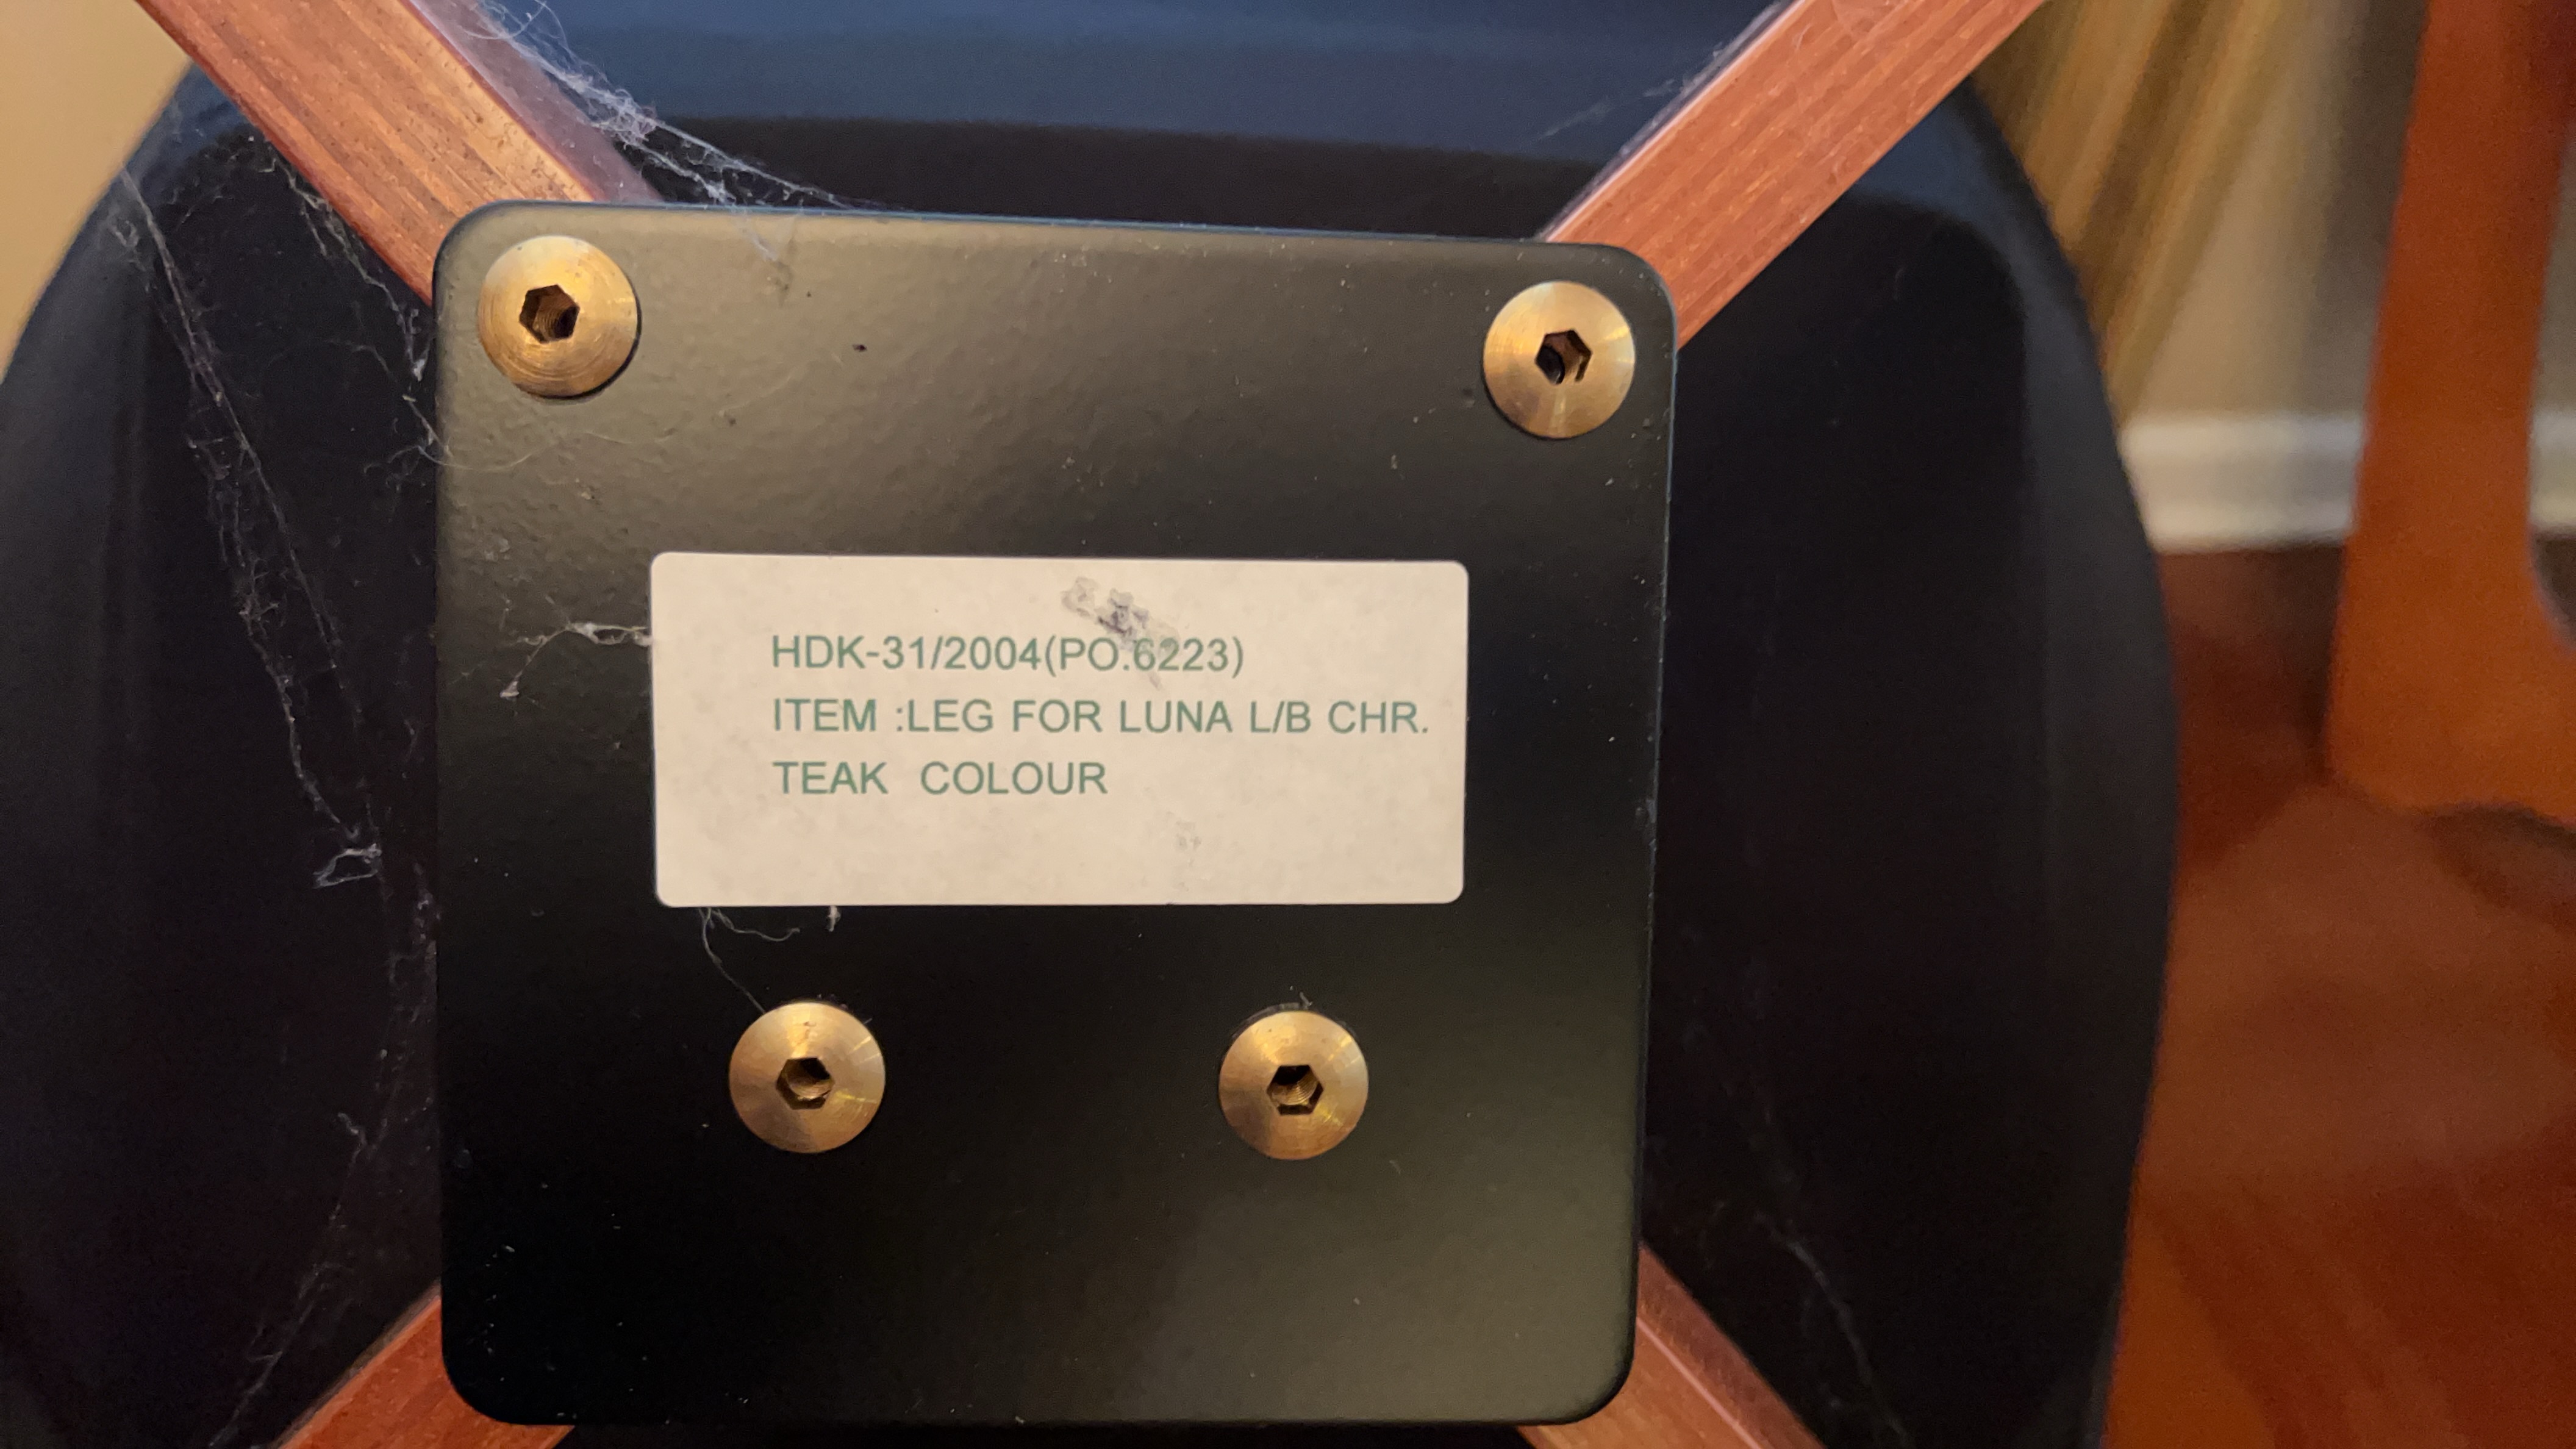 HDK-31/2004(PO.6223)
ITEM :LEG FOR LUNA L/B CHR.
TEAK COLOUR